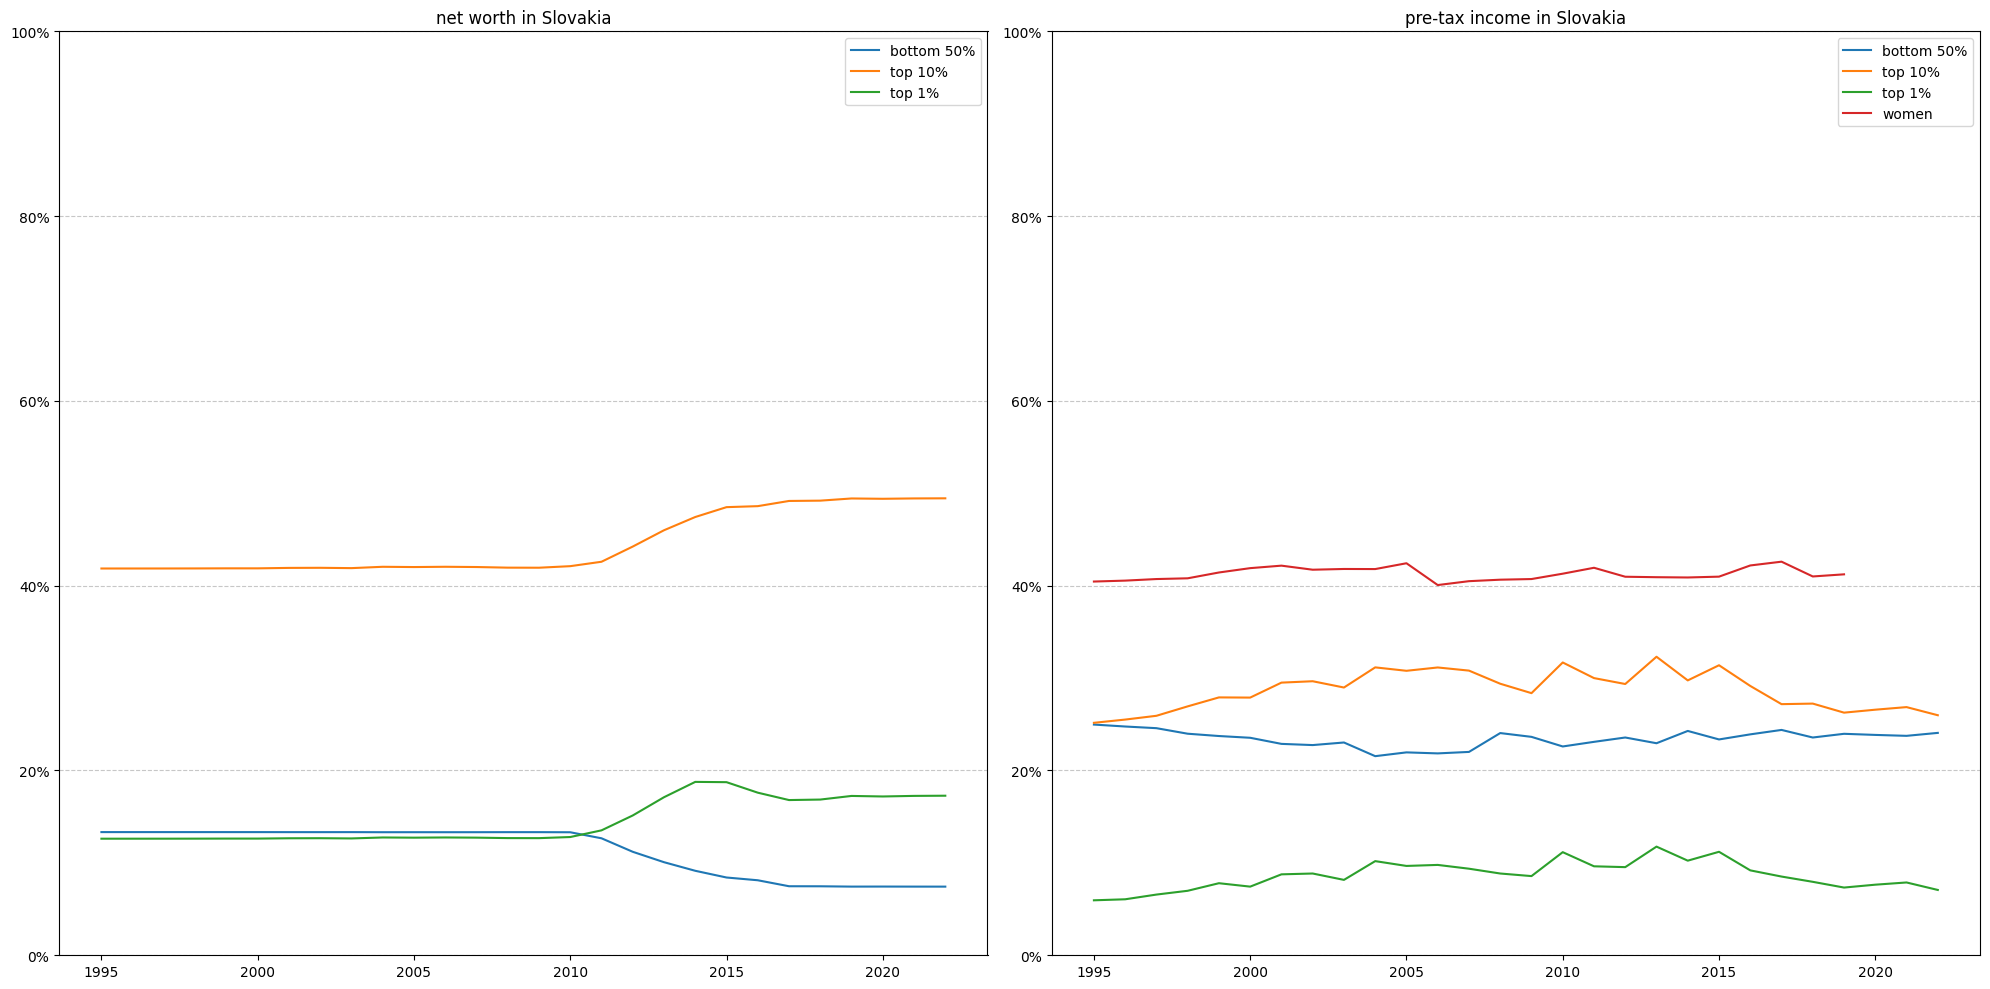 net worth in Slovakia
100%
80%
60%
40%
20%
0%
1995 2000 2005 2010 2015 2020
bottom 50%
top 10%
top 1%
pre-tax income in Slovakia
100%
80%
60%
40%
20%
0%
1995 2000 2005 2010 2015 2020
bottom 50%
top 10%
top 1%
women